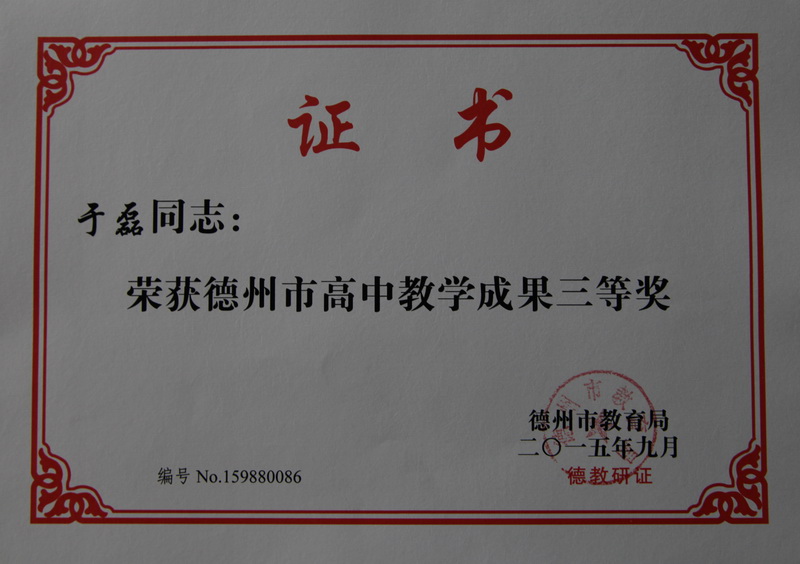 证书
于磊同志：
荣获德州市高中教学成果三等奖
德州市教育局
二〇一五年九月
德教研证
编号 No.159880086